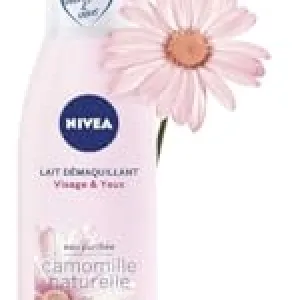 NIVEA
LAIT DÉMAQUILLANT
Visage & Yeux
eau purifiée
camomille
naturelle